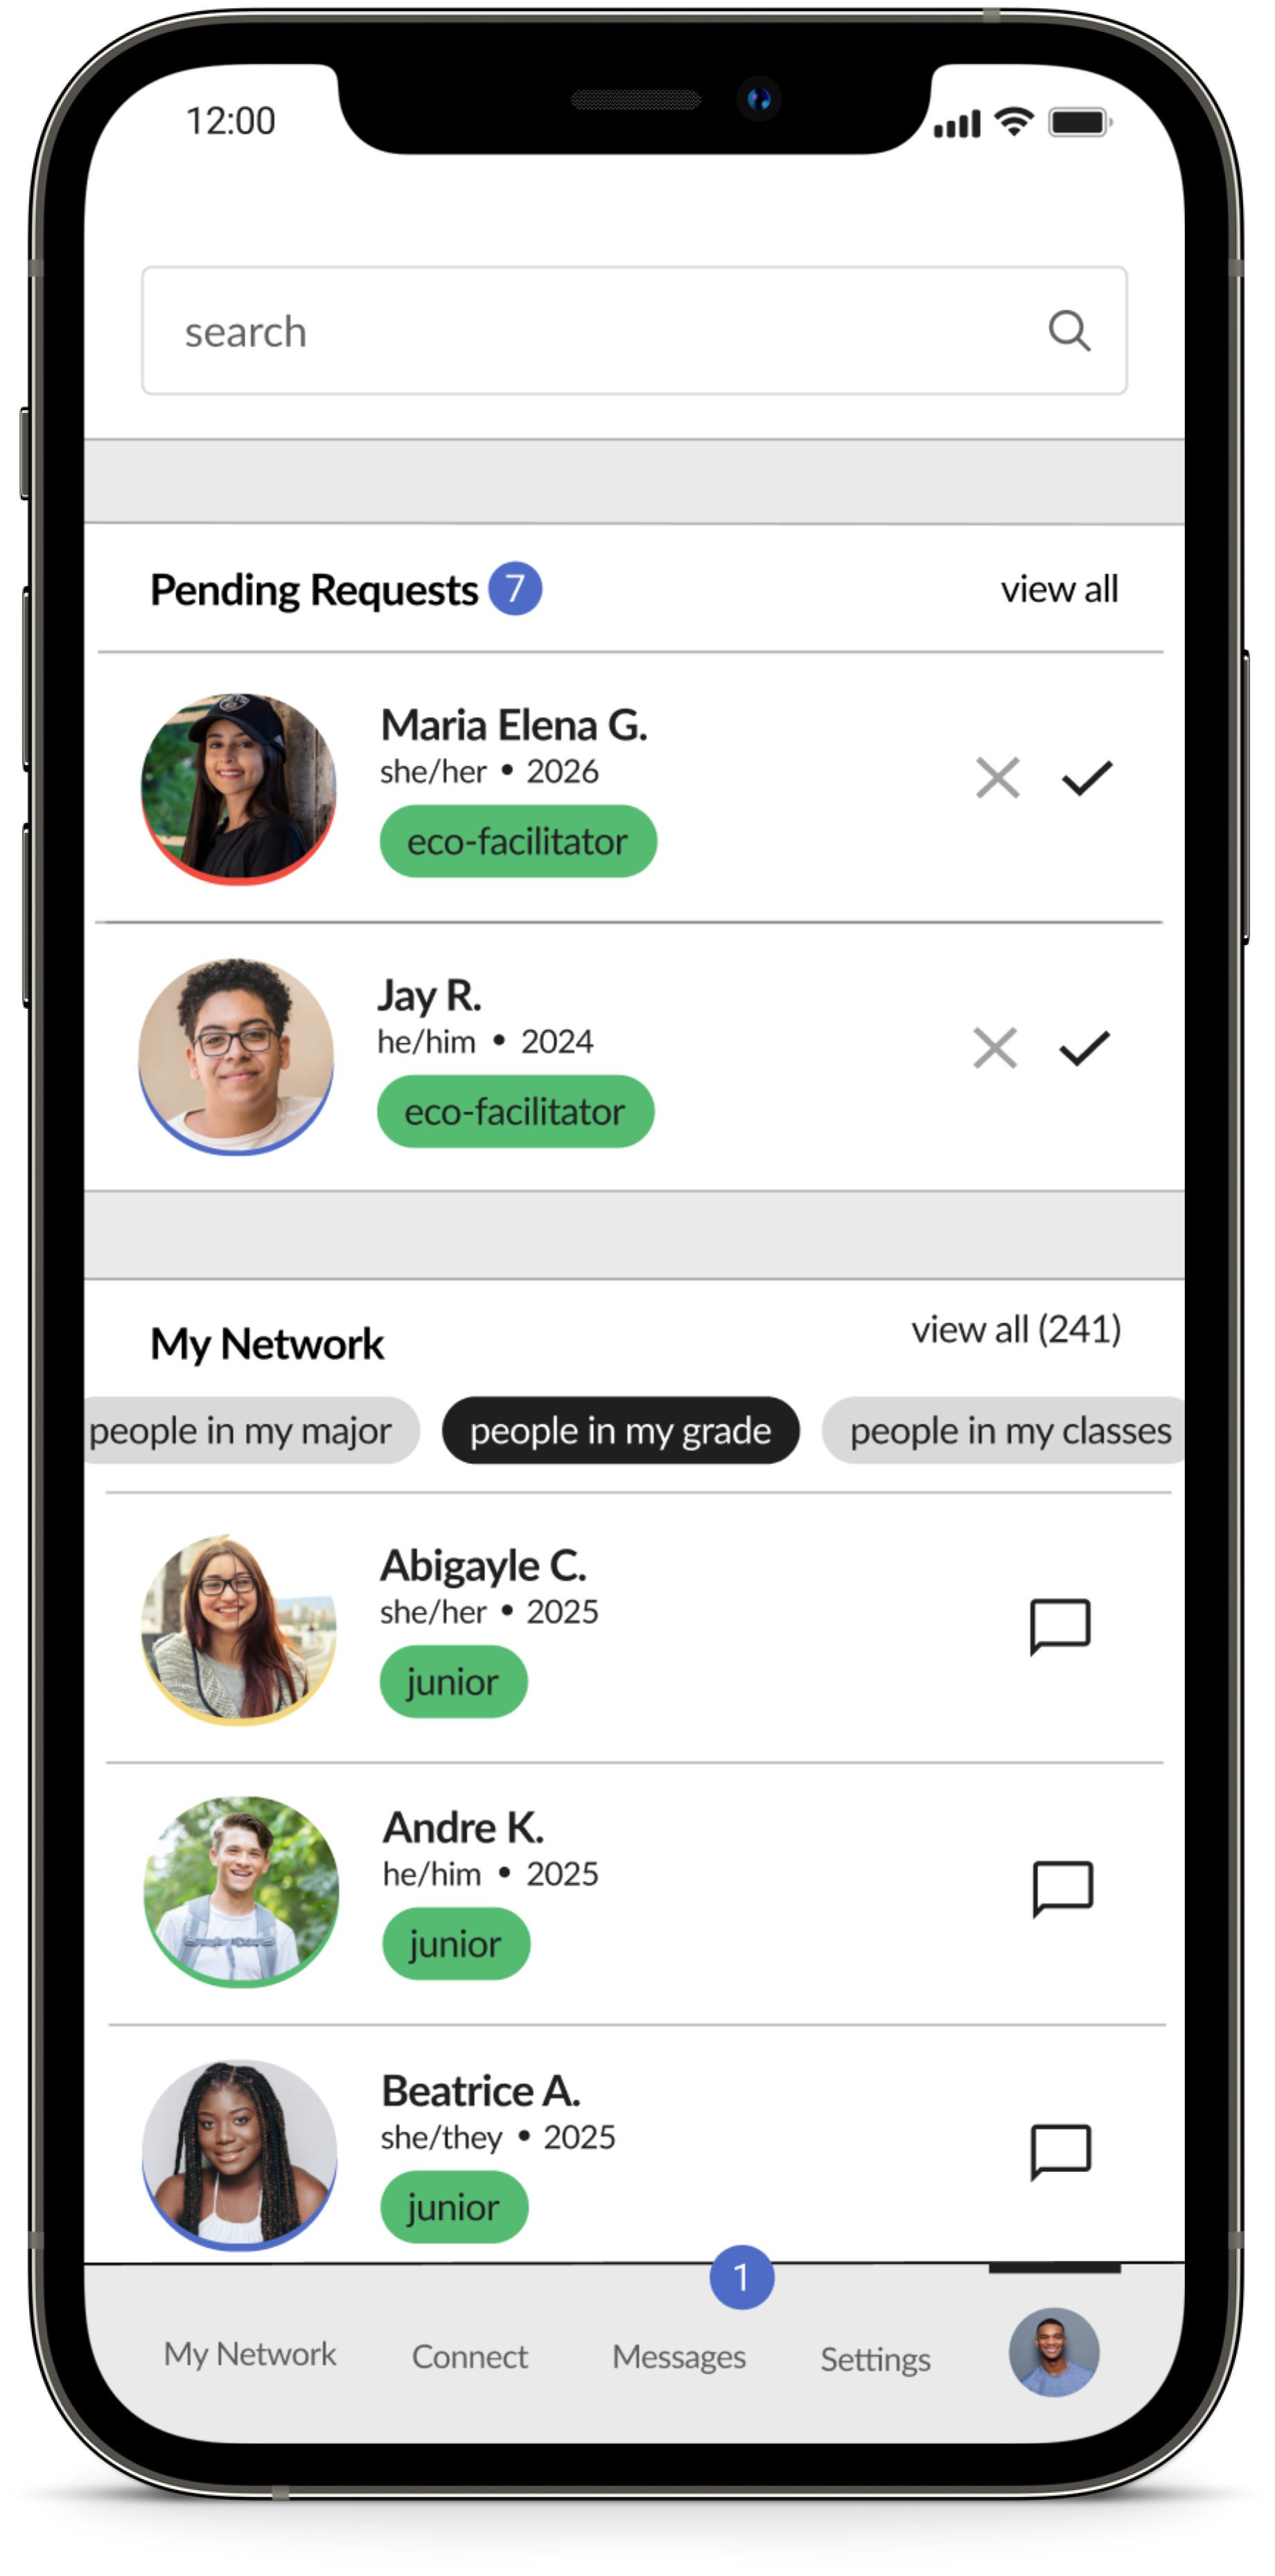 12:00
search
Pending Requests 7 view all
Maria Elena G.
she/her • 2026
eco-facilitator
Jay R.
he/him • 2024
eco-facilitator
My Network view all (241)
people in my major people in my grade people in my classes
Abigayle C.
she/her • 2025
junior
Andre K.
he/him • 2025
junior
Beatrice A.
she/they • 2025
junior
1
My Network Connect Messages Settings